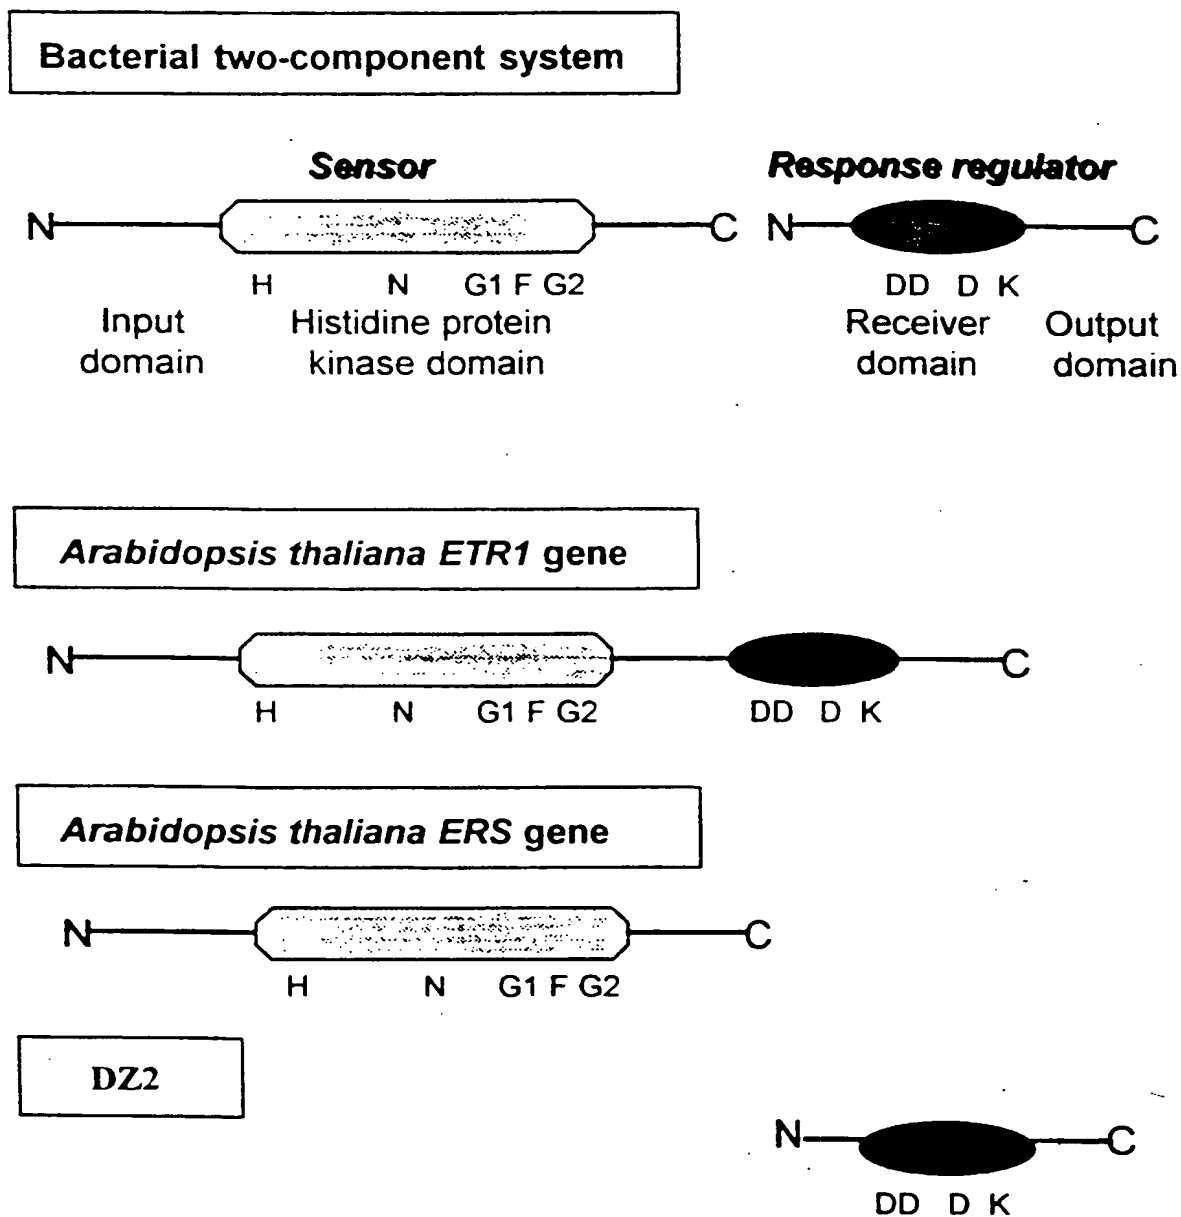 Bacterial two-component system
Sensor Response regulator
N C N C
H N G1 F G2 DD D K
Input Histidine protein Receiver Output
domain kinase domain domain domain
Arabidopsis thaliana ETR1 gene
N C
H N G1 F G2 DD D K
Arabidopsis thaliana ERS gene
N C
H N G1 F G2
DZ2
N C
DD D K